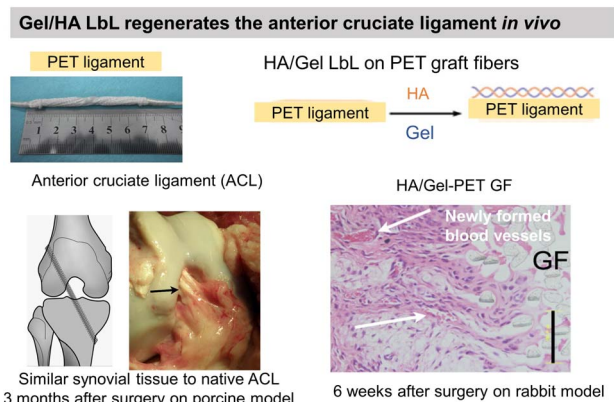 Gel/HA LbL regenerates the anterior cruciate ligament in vivo
PET ligament
1 2 3 4 5 6 7 8 9
Anterior cruciate ligament (ACL)
HA/Gel LbL on PET graft fibers
PET ligament
HA
Gel
PET ligament
Similar synovial tissue to native ACL
3 months after surgery on porcine model
HA/Gel-PET GF
Newly formed
blood vessels
GF
6 weeks after surgery on rabbit model